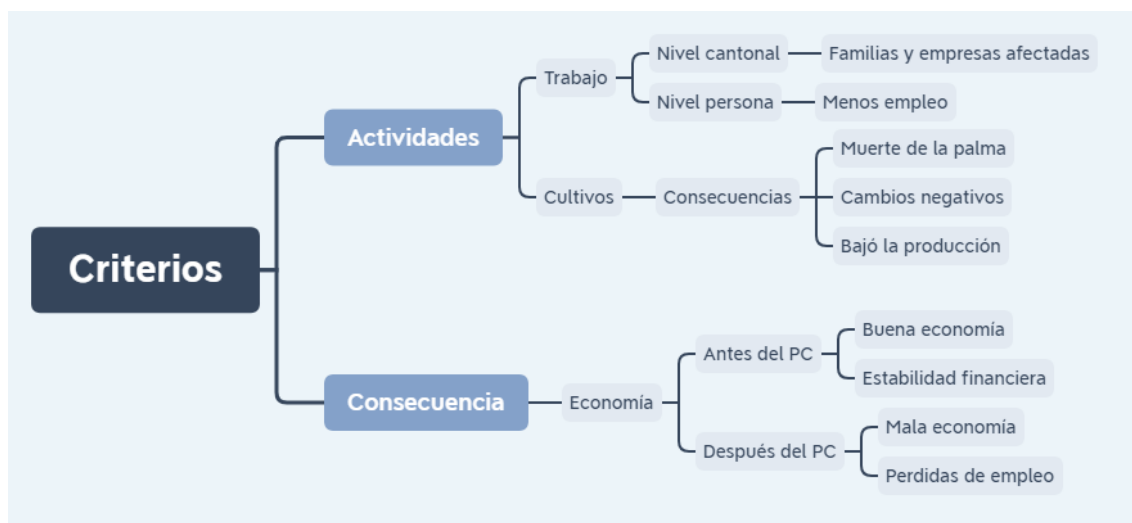 Criterios
Actividades
Trabajo
Nivel cantonal
Familias y empresas afectadas
Nivel persona
Menos empleo
Cultivos
Consecuencias
Muerte de la palma
Cambios negativos
Bajó la producción
Consecuencia
Economía
Antes del PC
Buena economía
Estabilidad financiera
Después del PC
Mala economía
Perdidas de empleo